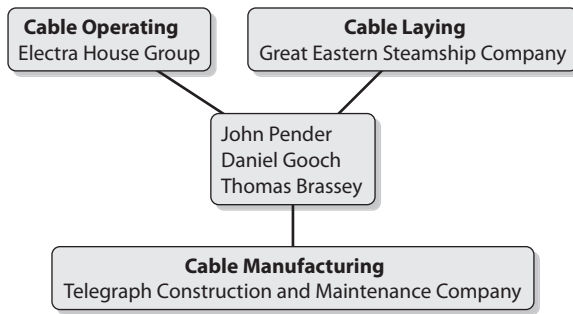 Cable Operating
Electra House Group
Cable Laying
Great Eastern Steamship Company
John Pender
Daniel Gooch
Thomas Brassey
Cable Manufacturing
Telegraph Construction and Maintenance Company